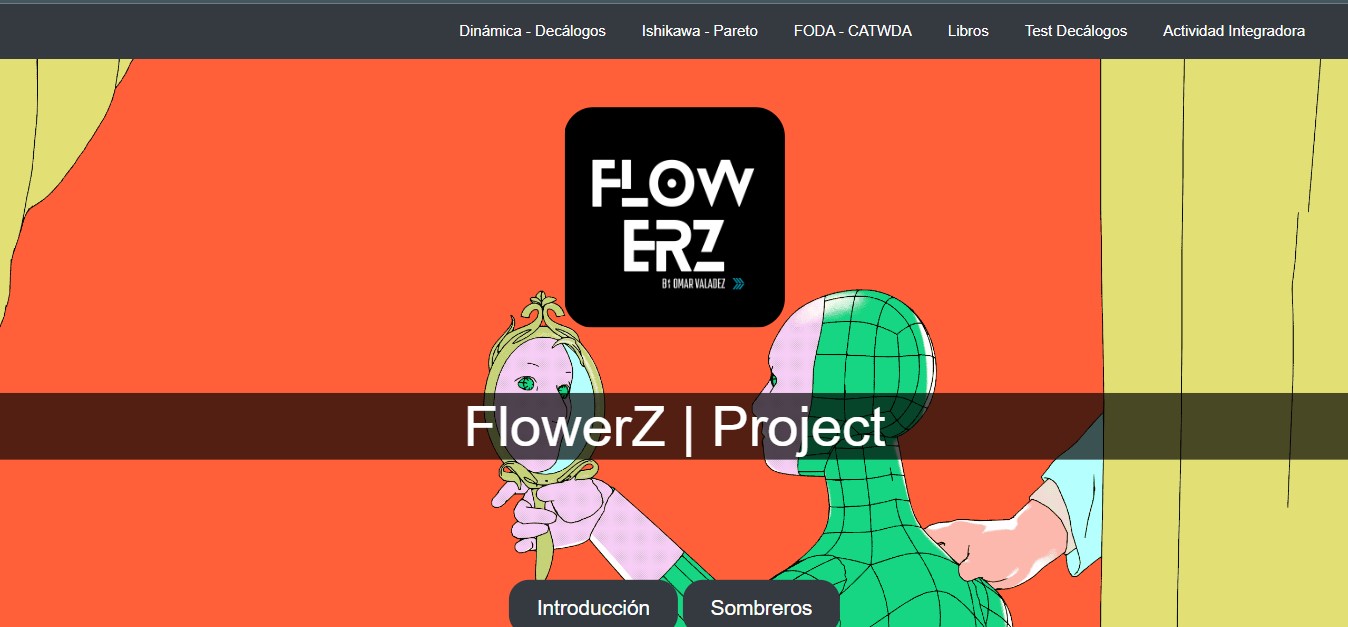 Dinámica - Decálogos Ishikawa - Pareto FODA - CATWDA Libros Test Decálogos Actividad Integradora
FLOW
ERZ
BY OMAR VALADEZ
FlowerZ | Project
Introducción Sombreros